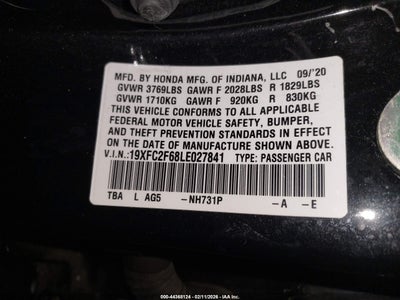 MFD. BY HONDA MFG. OF INDIANA, LLC 09/'20
GVWR 3769LBS GAWR F 2028LBS R 1829LBS
GVWR 1710KG GAWR F 920KG R 830KG
THIS VEHICLE CONFORMS TO ALL APPLICABLE
FEDERAL MOTOR VEHICLE SAFETY, BUMPER,
AND THEFT PREVENTION STANDARDS IN EFFECT
ON THE DATE OF MANUFACTURE SHOWN ABOVE.
V.I.N.:19XFC2F68LE027841 TYPE: PASSENGER CAR
TBA L AG5 -NH731P -A -E
000-44368124 - 02/11/2026 - IAA Inc.